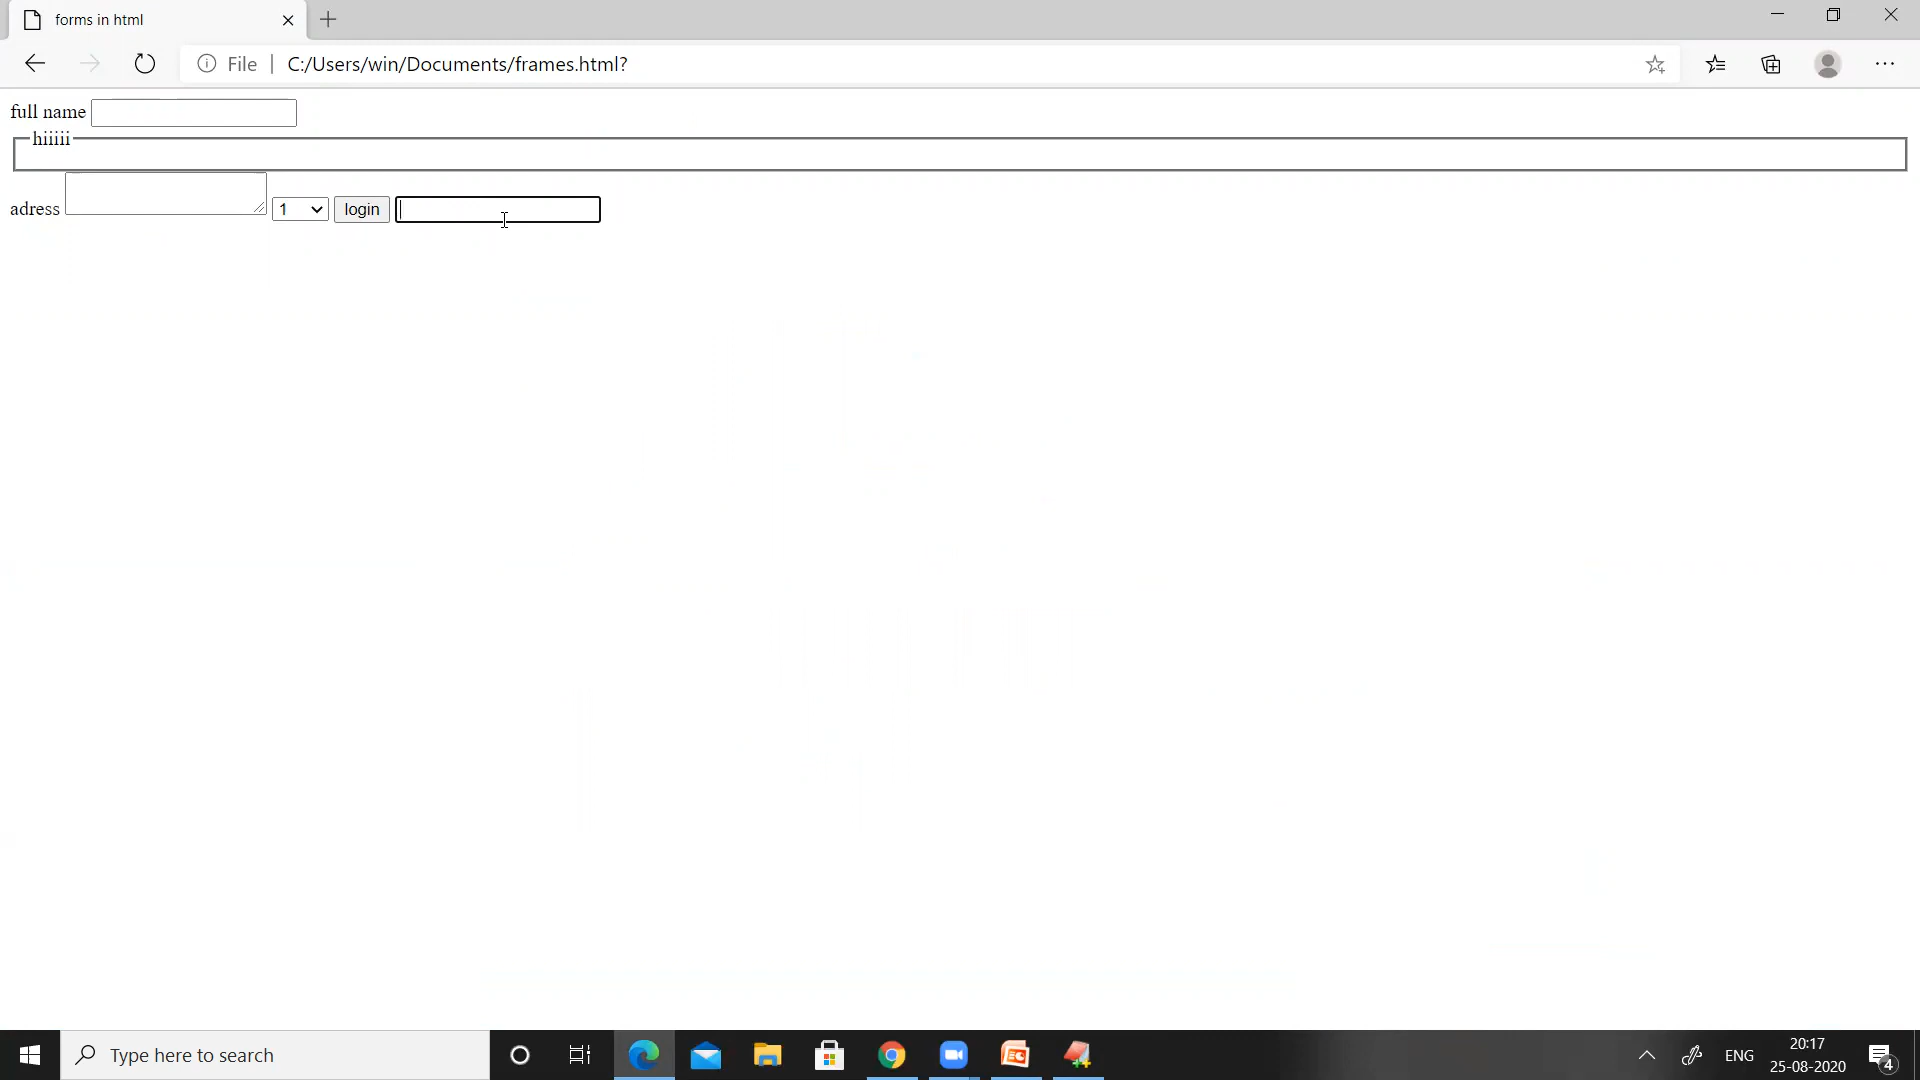 forms in html
File | C:/Users/win/Documents/frames.html?
full name
hiiiii
adress 1 login
Type here to search
ENG
20:17
25-08-2020
4